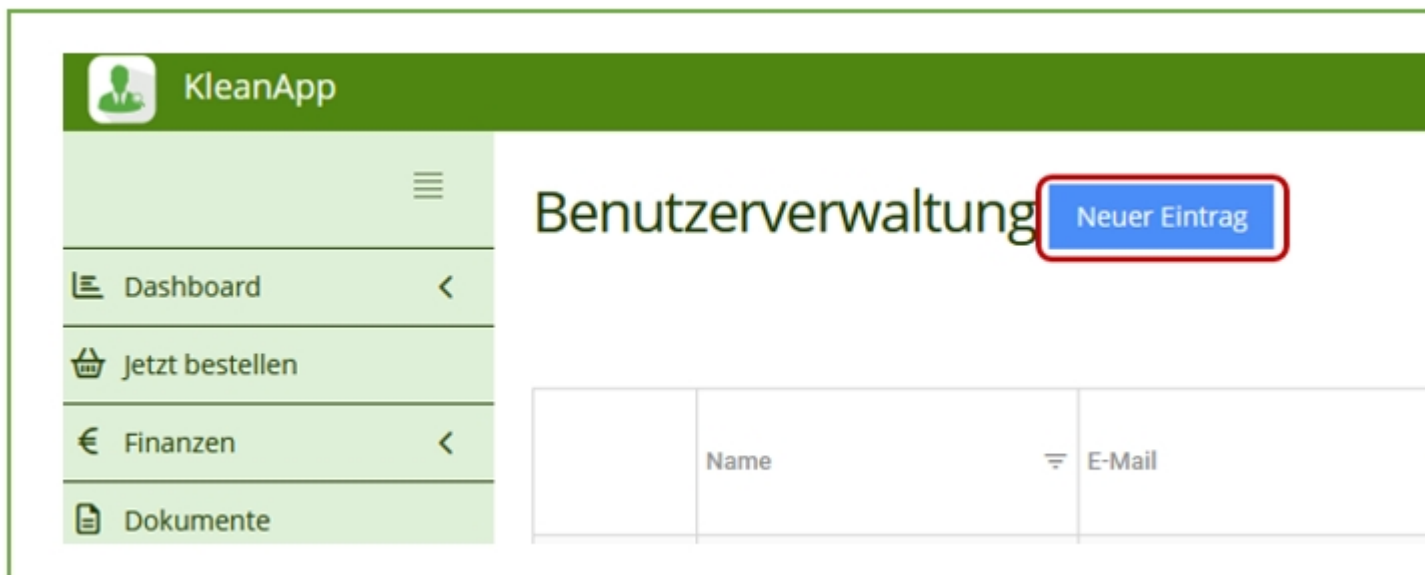 KleanApp
Benutzerverwaltung Neuer Eintrag
Dashboard
Jetzt bestellen
€ Finanzen
Dokumente
Name E-Mail